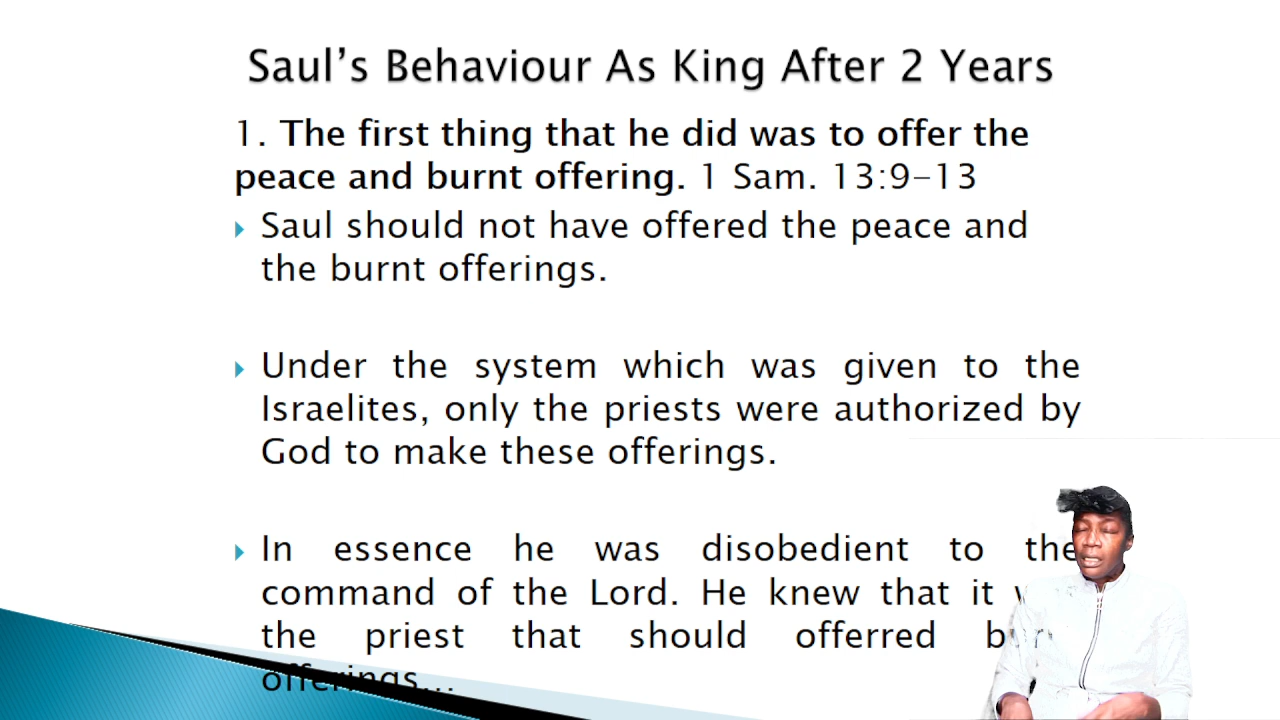 Saul's Behaviour As King After 2 Years
1. The first thing that he did was to offer the
peace and burnt offering. 1 Sam. 13:9–13
Saul should not have offered the peace and
the burnt offerings.
Under the system which was given to the
Israelites, only the priests were authorized by
God to make these offerings.
In essence he was disobedient to the
command of the Lord. He knew that it
the priest that should offerred
offerings...